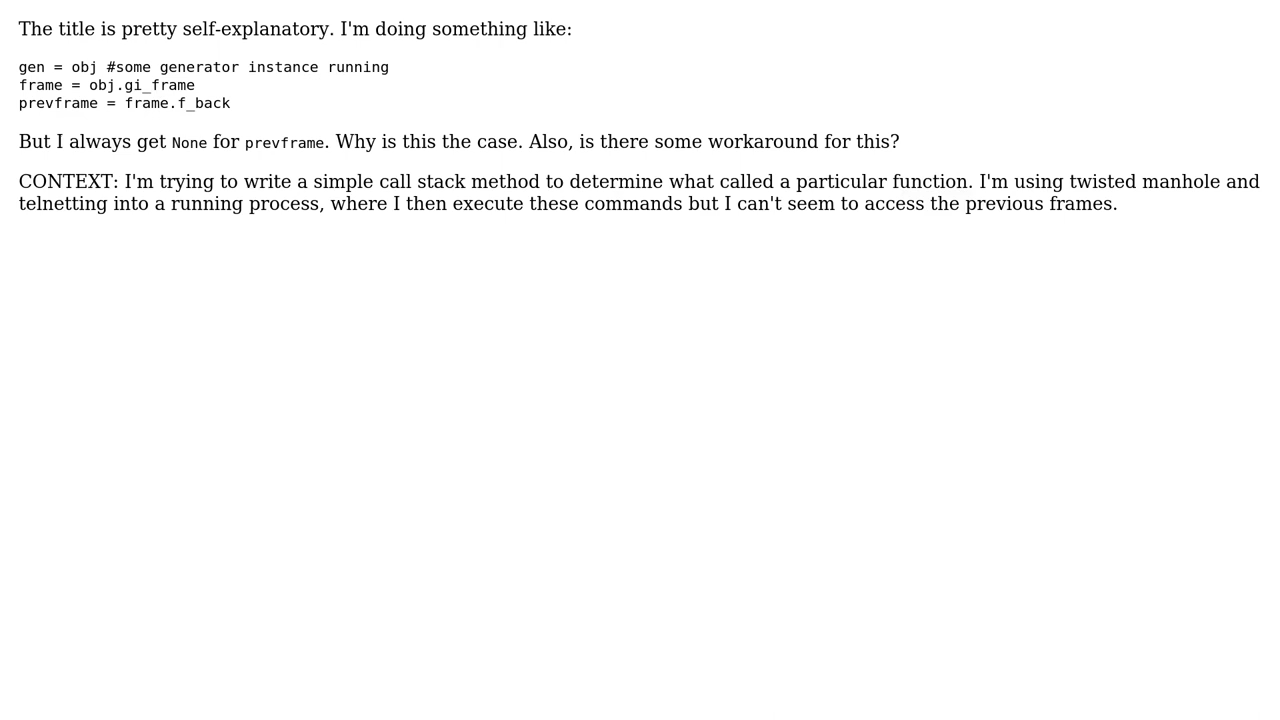 The title is pretty self-explanatory. I'm doing something like:
gen = obj #some generator instance running
frame = obj.gi_frame
prevframe = frame.f_back
But I always get None for prevframe. Why is this the case. Also, is there some workaround for this?
CONTEXT: I'm trying to write a simple call stack method to determine what called a particular function. I'm using twisted manhole and
telnetting into a running process, where I then execute these commands but I can't seem to access the previous frames.